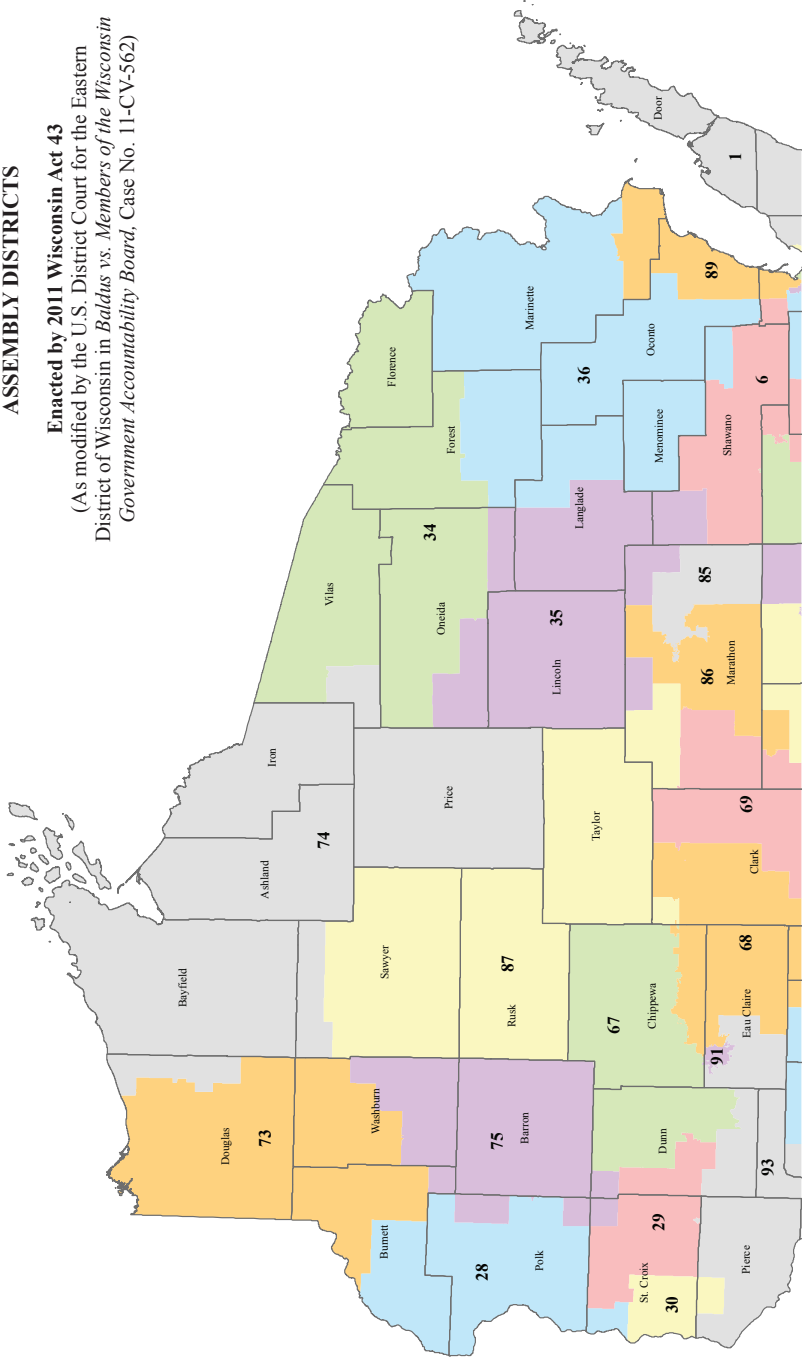 ASSEMBLY DISTRICTS
Enacted by 2011 Wisconsin Act 43
(As modified by the U.S. District Court for the Eastern
District of Wisconsin in Baldus vs. Members of the Wisconsin
Government Accountability Board, Case No. 11-CV-562)
Door
1
Florence
Marinette
89
Forest
36
Oconto
Vilas
34
Menominee
6
Shawano
Oneida
Langlade
85
35
Lincoln
86
Marathon
Iron
Price
74
Ashland
Taylor
69
Clark
Bayfield
Sawyer
87
Rusk
68
67
Chippewa
Eau Claire
91
Douglas
73
Washburn
75
Barron
Dunn
93
Burnett
28
Polk
29
St. Croix
30
Pierce